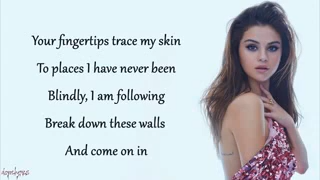 Your fingertips trace my skin
To places I have never been
Blindly, I am following
Break down these walls
And come on in